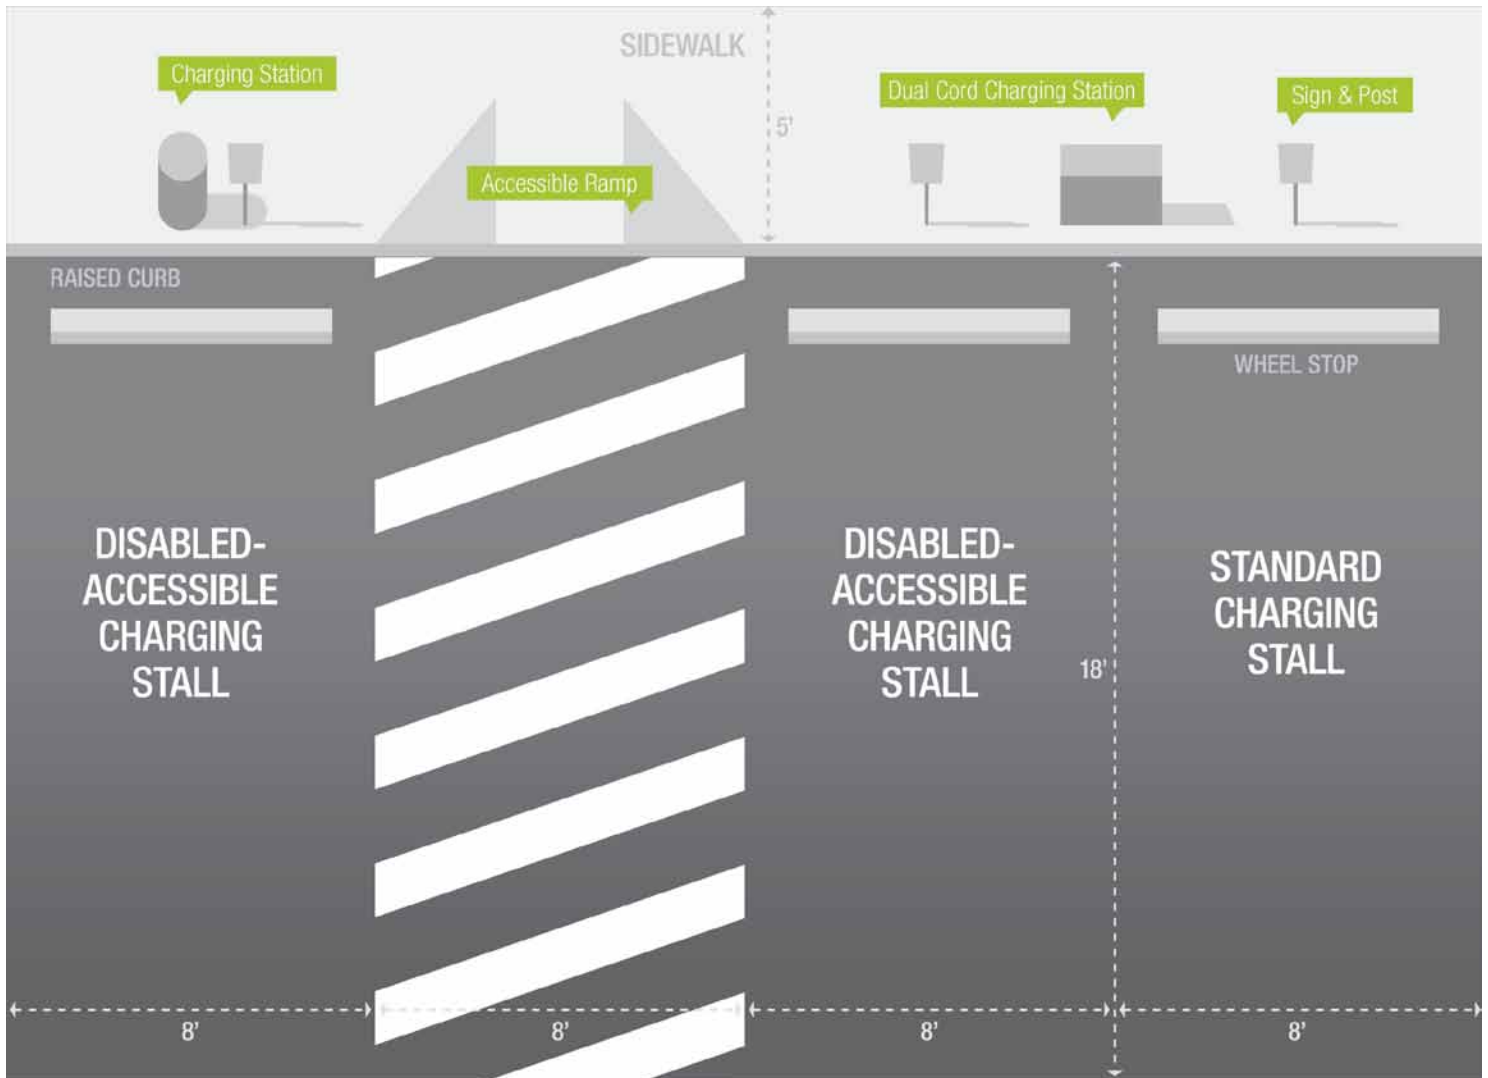 SIDEWALK
Charging Station
Dual Cord Charging Station
Sign & Post
5'
Accessible Ramp
RAISED CURB
WHEEL STOP
DISABLED-
ACCESSIBLE
CHARGING
STALL
DISABLED-
ACCESSIBLE
CHARGING
STALL
STANDARD
CHARGING
STALL
18'
8'
8'
8'
8'